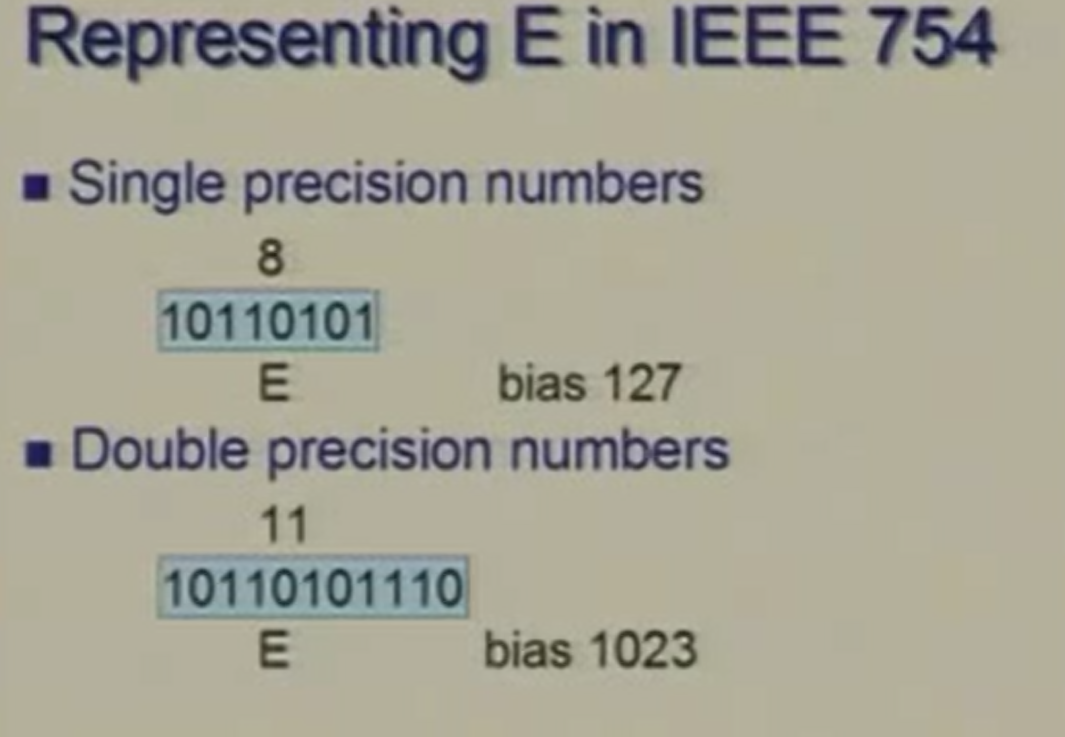 Representing E in IEEE 754
■ Single precision numbers
8
10110101
E bias 127
■ Double precision numbers
11
10110101110
E bias 1023